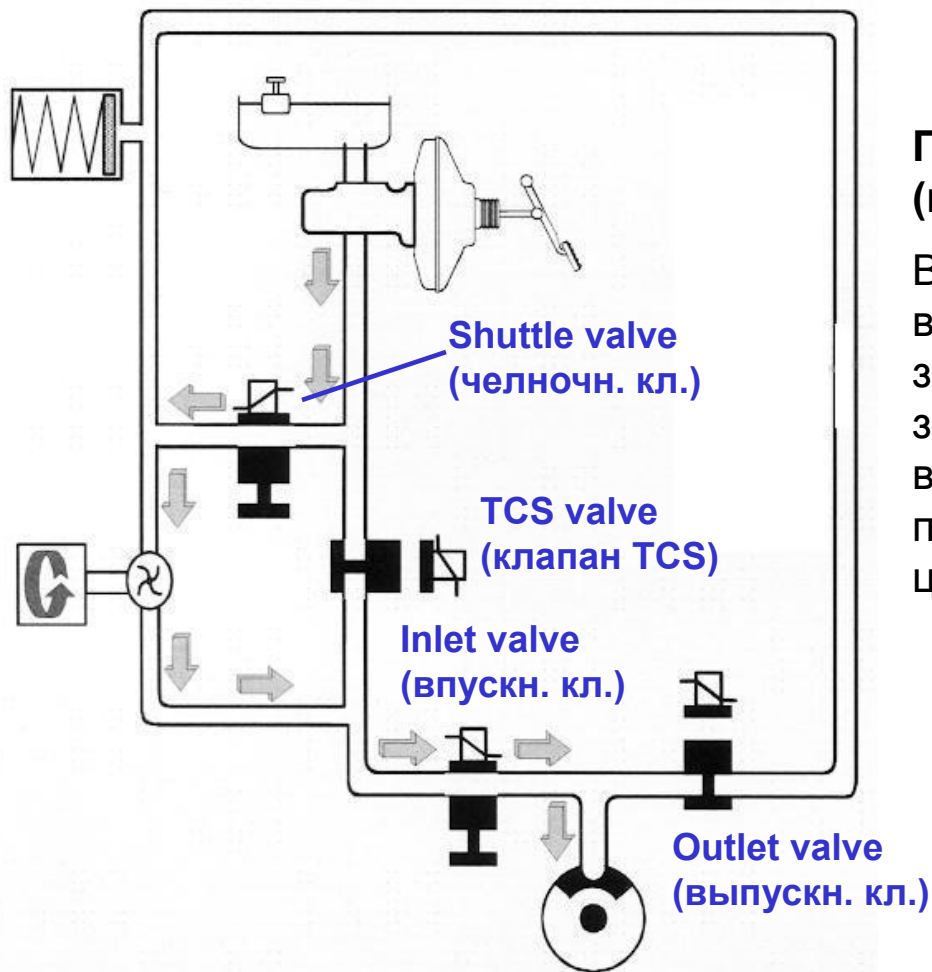 Shuttle valve
(челночн. кл.)
TCS valve
(клапан TCS)
Inlet valve
(впускн. кл.)
Outlet valve
(выпускн. кл.)